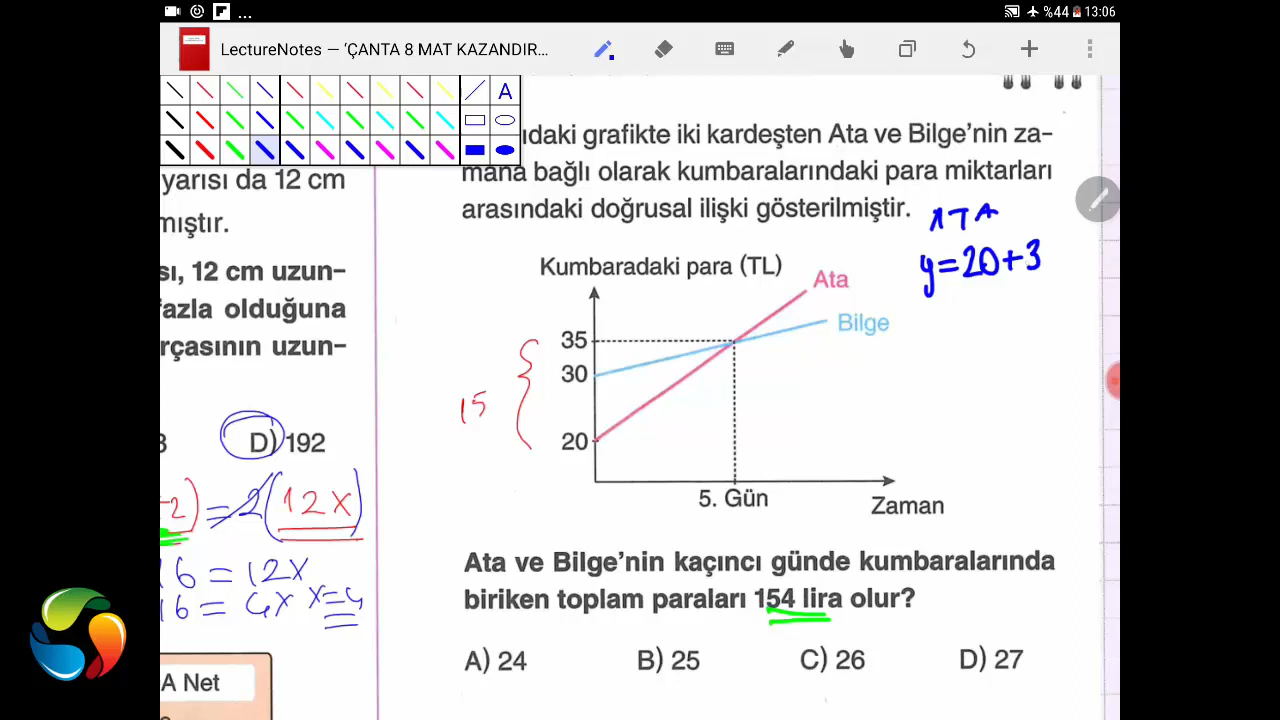 ... %44 13:06
LectureNotes — ‘ÇANTA 8 MAT KAZANDIR...
A
yarısı da 12 cm
mıştır.
sı, 12 cm uzun-
fazla olduğuna
rçasının uzun-
D) 192
-2) = 2(12x)
16 = 12x
16 = 4x x=4
A Net
ıdaki grafikte iki kardeşten Ata ve Bilge’nin za-
mana bağlı olarak kumbaralarındaki para miktarları
arasındaki doğrusal ilişki gösterilmiştir.
ATA
y=20+3
Kumbaradaki para (TL)
Ata
Bilge
35
30
15
20
5. Gün
Zaman
Ata ve Bilge’nin kaçıncı günde kumbaralarında
biriken toplam paraları 154 lira olur?
A) 24 B) 25 C) 26 D) 27